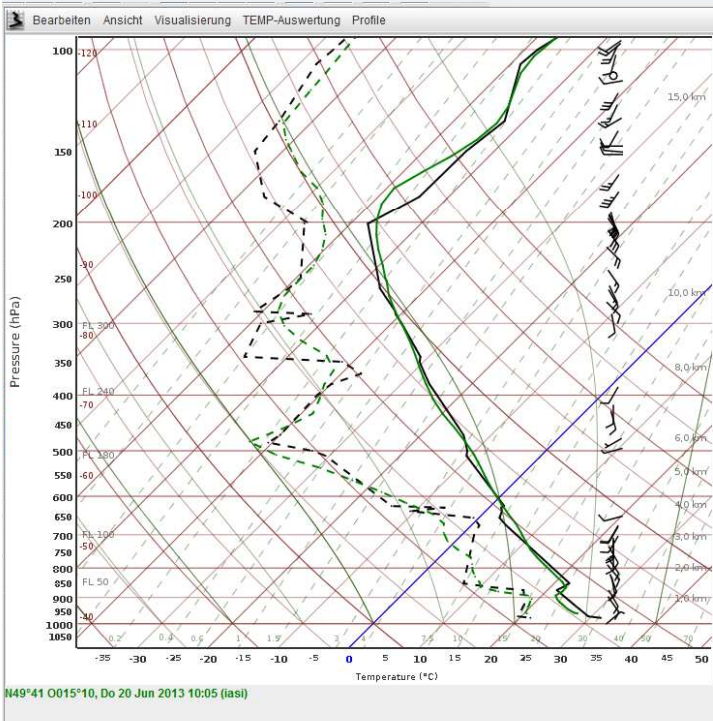 Bearbeiten Ansicht Visualisierung TEMP-Auswertung Profile
100
-120
15,0 km
-110
150
-100
200
-90
250
10,0 km
300
FL 300
-80
350
8,0 km
400
FL 240
-70
450
6,0 km
500
FL 180
5,0 km
550
-60
600
4,0 km
650
700
FL 100
3,0 km
750
-50
800
2,0 km
850
FL 50
900
1,0 km
950
-40
1000
1050
0.2 0.4 0.6 1 1.5 2 3 4 7.5 10 15 20 30 40 50 70
-35 -30 -25 -20 -15 -10 -5 0 5 10 15 20 25 30 35 40 45 50
Pressure (hPa)
Temperature (°C)
N49°41 O015°10, Do 20 Jun 2013 10:05 (iasi)